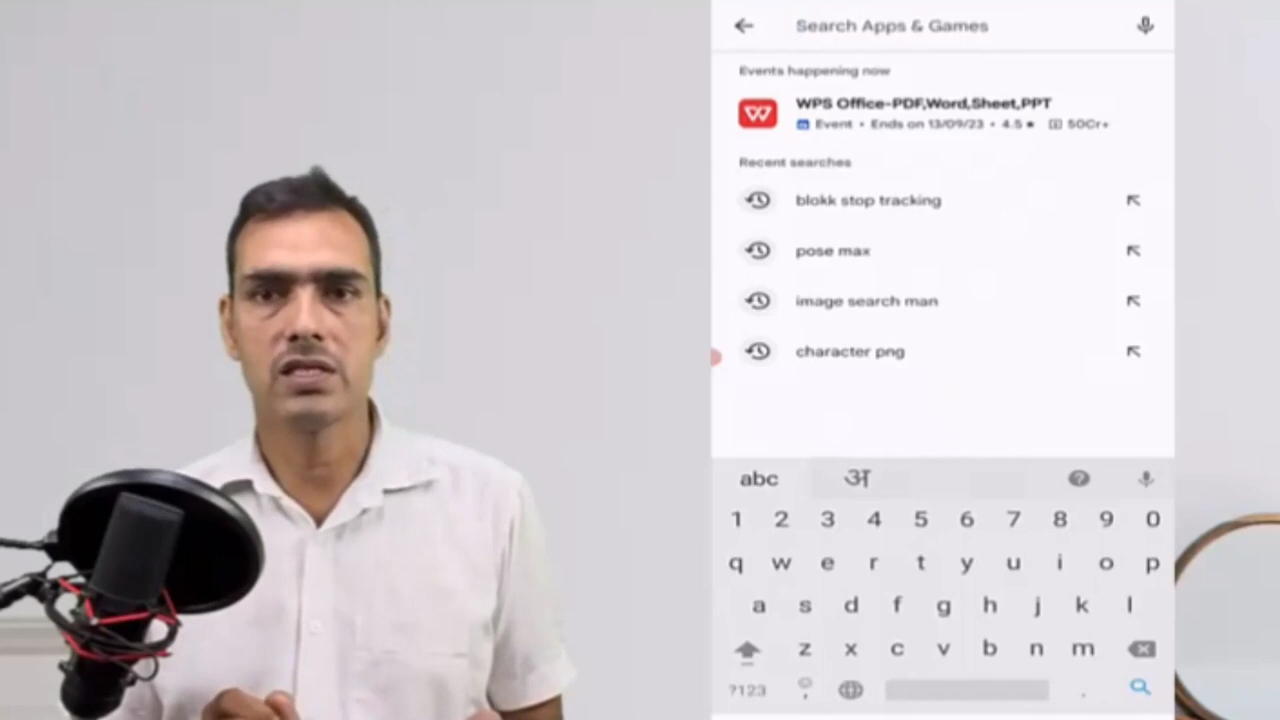 Search Apps & Games
Events happening now
WPS Office-PDF,Word,Sheet,PPT
Event • Ends on 13/09/23 • 4.5 ★ 50Cr+
Recent searches
blokk stop tracking
pose max
image search man
character png
abc अ
1 2 3 4 5 6 7 8 9 0
q w e r t y u i o p
a s d f g h j k l
z x c v b n m
?123 , .